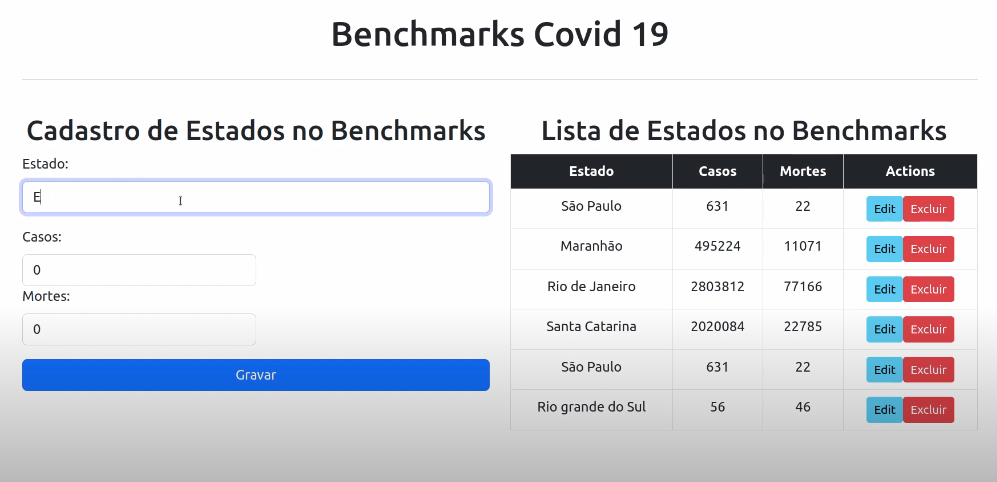 Benchmarks Covid 19
Cadastro de Estados no Benchmarks
Estado:
E
Casos:
0
Mortes:
0
Gravar
Lista de Estados no Benchmarks
Estado Casos Mortes Actions
São Paulo 631 22 Edit Excluir
Maranhão 495224 11071 Edit Excluir
Rio de Janeiro 2803812 77166 Edit Excluir
Santa Catarina 2020084 22785 Edit Excluir
São Paulo 631 22 Edit Excluir
Rio grande do Sul 56 46 Edit Excluir